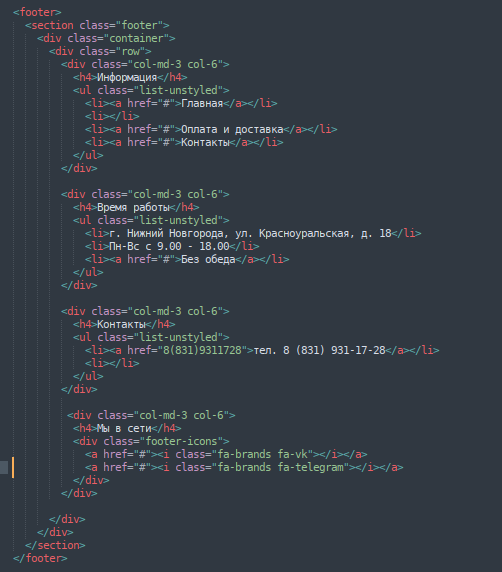 <footer>
<section class="footer">
<div class="container">
<div class="row">
<div class="col-md-3 col-6">
<h4>Информация</h4>
<ul class="list-unstyled">
<li><a href="#">Главная</a></li>
<li></li>
<li><a href="#">Оплата и доставка</a></li>
<li><a href="#">Контакты</a></li>
</ul>
</div>
<div class="col-md-3 col-6">
<h4>Время работы</h4>
<ul class="list-unstyled">
<li>г. Нижний Новгорода, ул. Красноуральская, д. 18</li>
<li>Пн-Вс с 9.00 - 18.00</li>
<li><a href="#">Без обеда</a></li>
</ul>
</div>
<div class="col-md-3 col-6">
<h4>Контакты</h4>
<ul class="list-unstyled">
<li><a href="8(831)9311728">тел. 8 (831) 931-17-28</a></li>
<li></li>
</ul>
</div>
<div class="col-md-3 col-6">
<h4>Мы в сети</h4>
<div class="footer-icons">
<a href="#"><i class="fa-brands fa-vk"></i></a>
<a href="#"><i class="fa-brands fa-telegram"></i></a>
</div>
</div>
</div>
</div>
</section>
</footer>